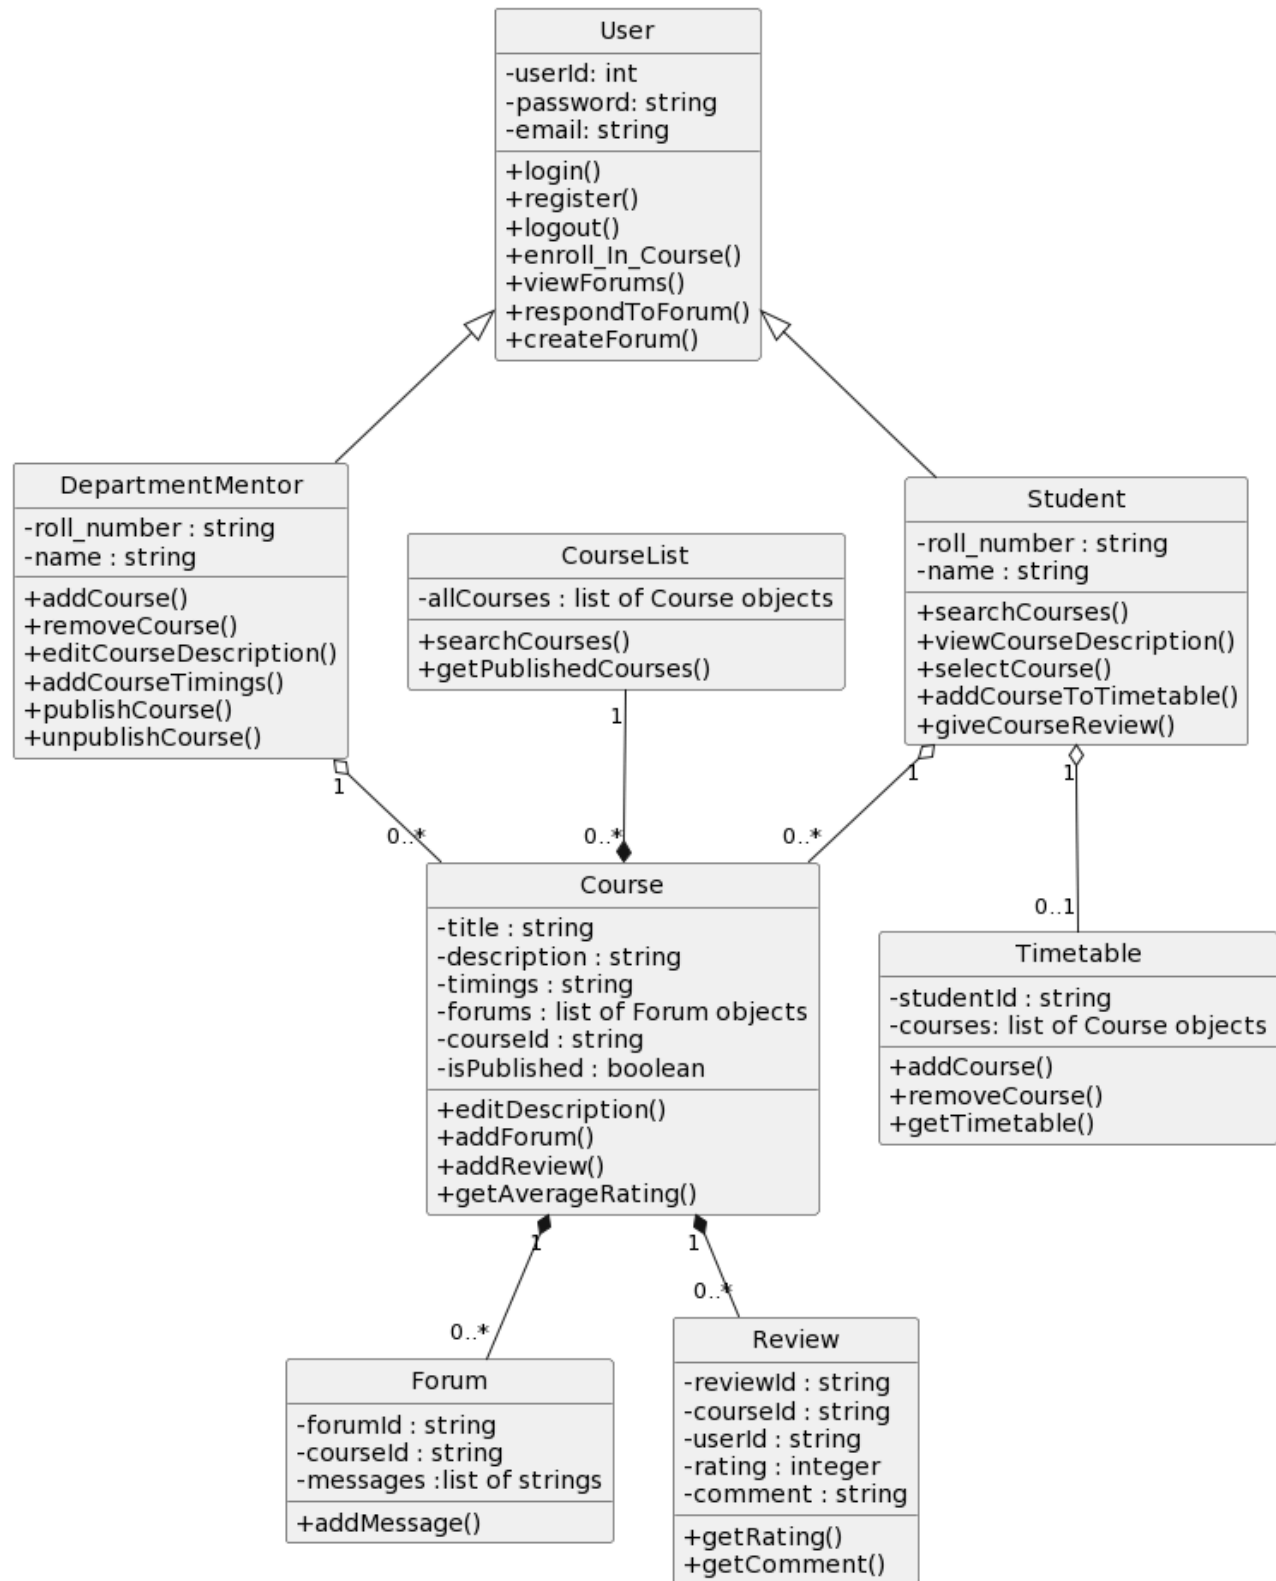 User
-userId: int
-password: string
-email: string
+login()
+register()
+logout()
+enroll_In_Course()
+viewForums()
+respondToForum()
+createForum()
DepartmentMentor
-roll_number : string
-name : string
+addCourse()
+removeCourse()
+editCourseDescription()
+addCourseTimings()
+publishCourse()
+unpublishCourse()
CourseList
-allCourses : list of Course objects
+searchCourses()
+getPublishedCourses()
Student
-roll_number : string
-name : string
+searchCourses()
+viewCourseDescription()
+selectCourse()
+addCourseToTimetable()
+giveCourseReview()
1
1
1
1
0..*
0..*
0..*
0..1
Course
-title : string
-description : string
-timings : string
-forums : list of Forum objects
-courseId : string
-isPublished : boolean
+editDescription()
+addForum()
+addReview()
+getAverageRating()
Timetable
-studentId : string
-courses: list of Course objects
+addCourse()
+removeCourse()
+getTimetable()
1
1
0..*
0..*
Forum
-forumId : string
-courseId : string
-messages :list of strings
+addMessage()
Review
-reviewId : string
-courseId : string
-userId : string
-rating : integer
-comment : string
+getRating()
+getComment()